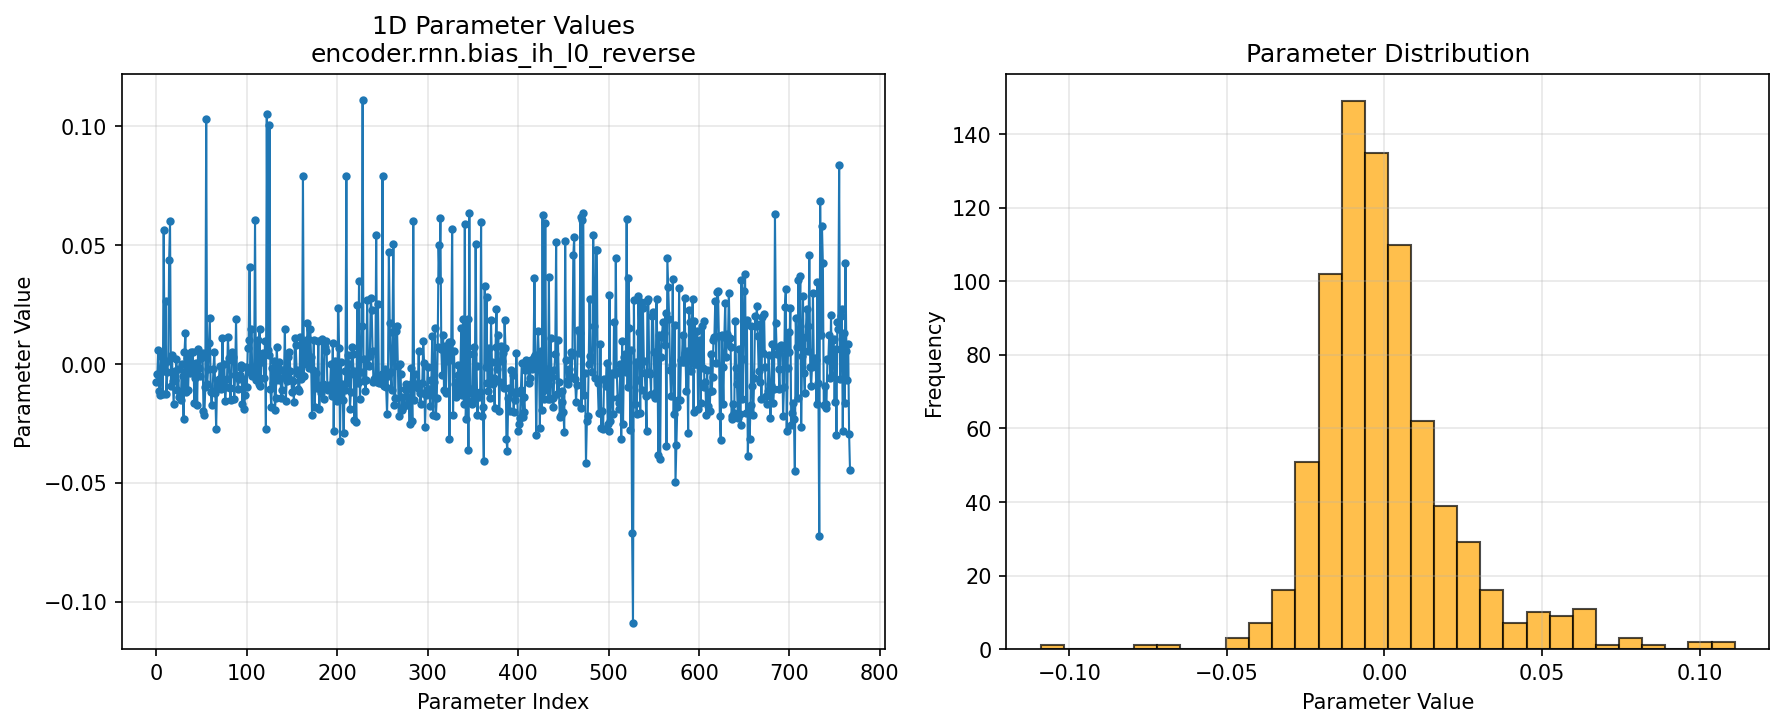 1D Parameter Values
encoder.rnn.bias_ih_l0_reverse
Parameter Value
0.10
0.05
0.00
−0.05
−0.10
0 100 200 300 400 500 600 700 800
Parameter Index
Parameter Distribution
Frequency
140
120
100
80
60
40
20
0
−0.10 −0.05 0.00 0.05 0.10
Parameter Value